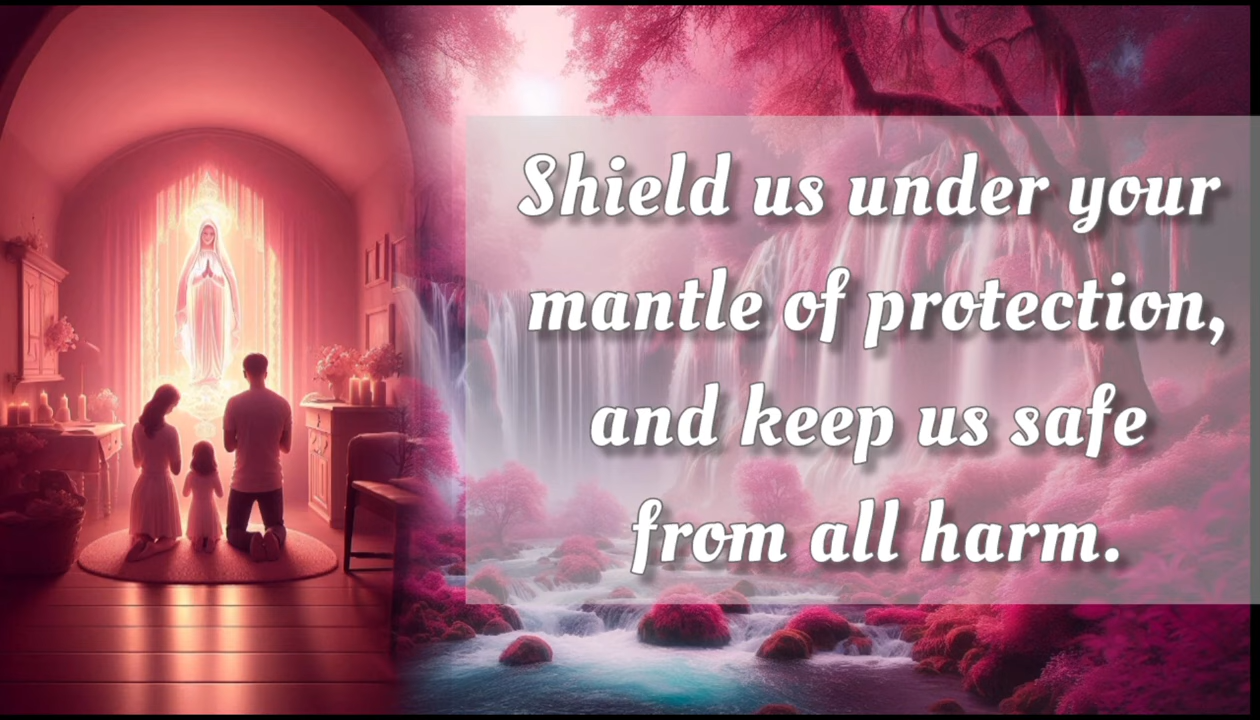 Shield us under your
mantle of protection,
and keep us safe
from all harm.